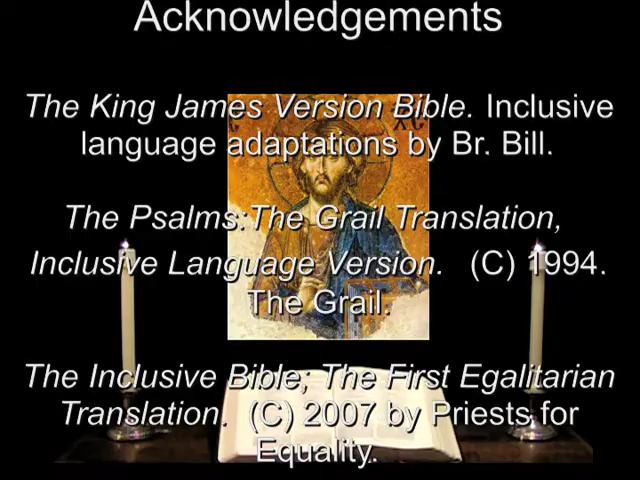 Acknowledgements
The King James Version Bible. Inclusive
language adaptations by Br. Bill.
The Psalms:The Grail Translation,
Inclusive Language Version. (C) 1994.
The Grail.
The Inclusive Bible; The First Egalitarian
Translation. (C) 2007 by Priests for
Equality.